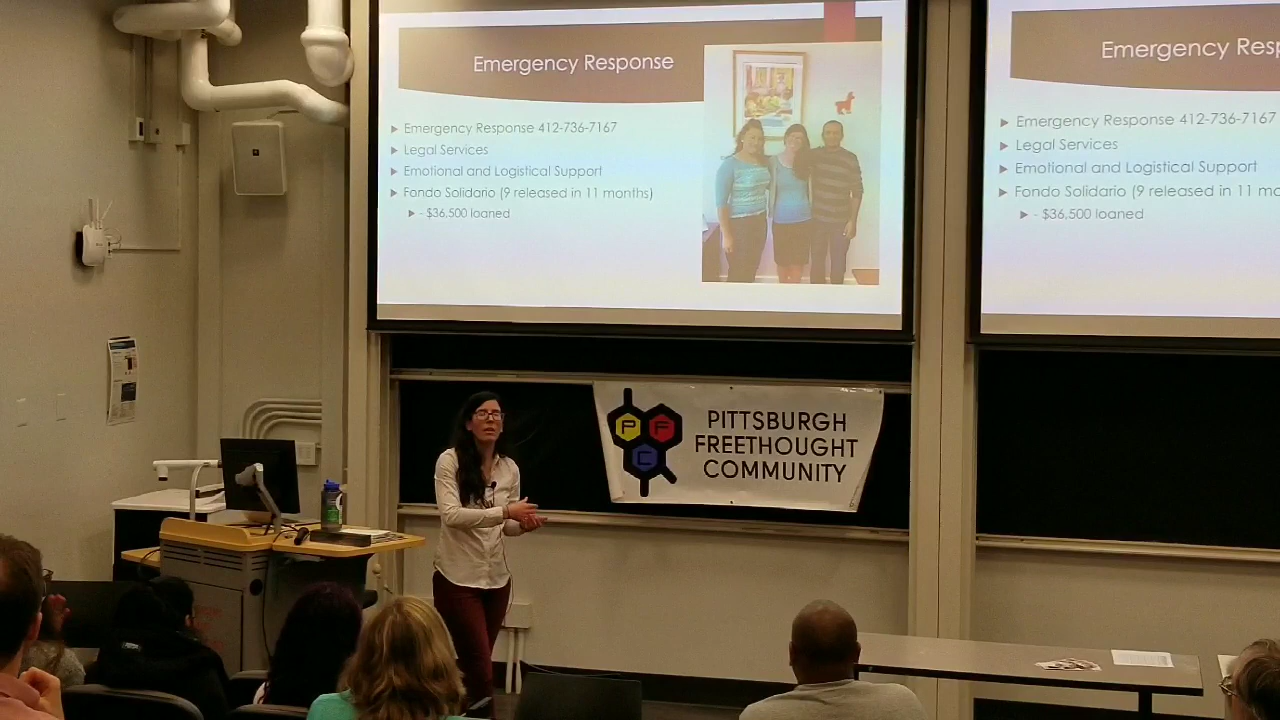 Emergency Response
Emergency Response 412-736-7167
Legal Services
Emotional and Logistical Support
Fondo Solidario (9 released in 11 months)
- $36,500 loaned
Emergency Resp
Emergency Response 412-736-7167
Legal Services
Emotional and Logistical Support
Fondo Solidario (9 released in 11 mo
- $36,500 loaned
P F
C
PITTSBURGH
FREETHOUGHT
COMMUNITY